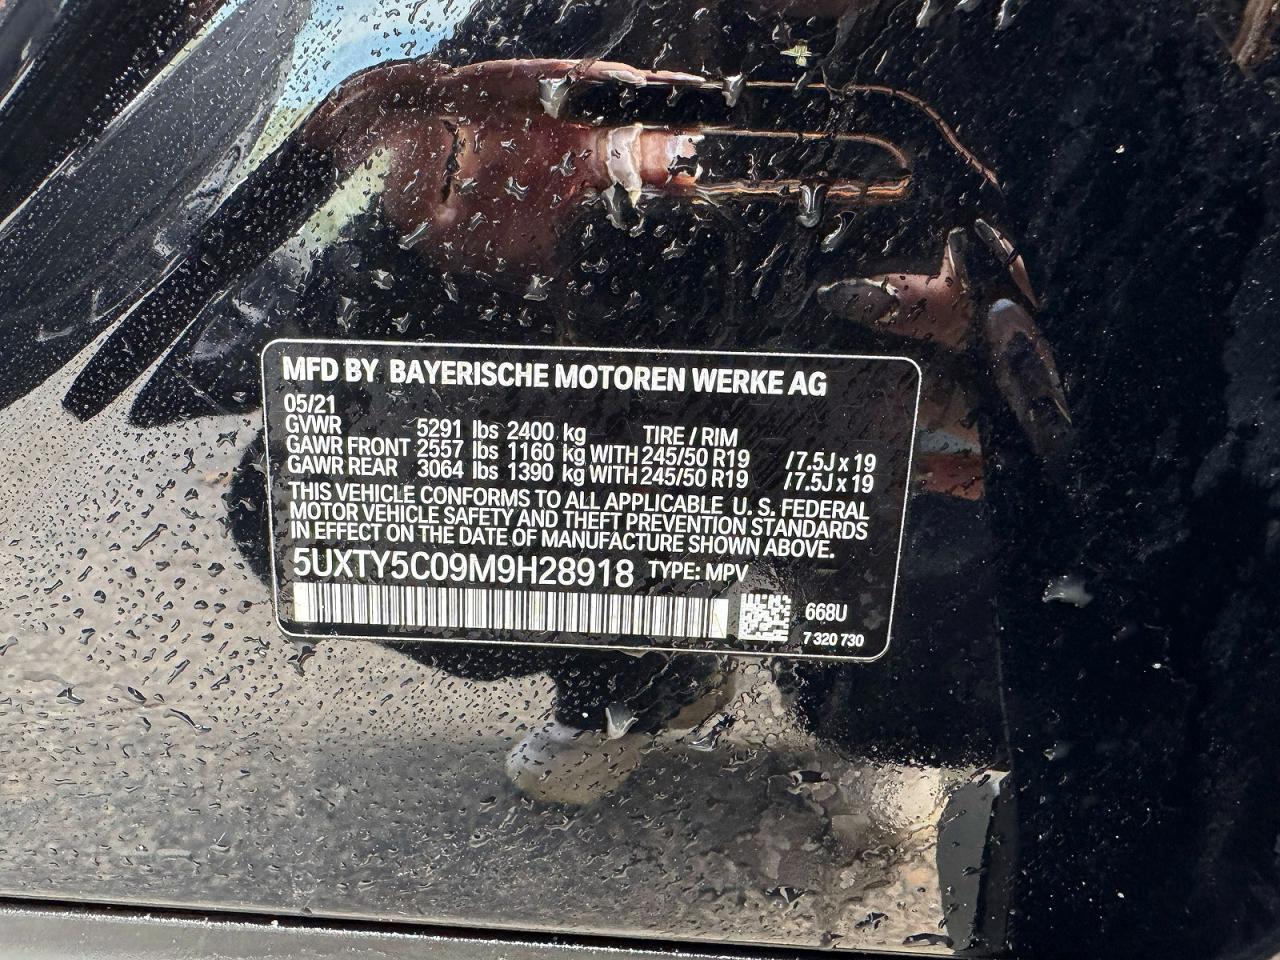 MFD BY BAYERISCHE MOTOREN WERKE AG
05/21
GVWR 5291 lbs 2400 kg TIRE / RIM
GAWR FRONT 2557 lbs 1160 kg WITH 245/50 R19 /7.5J x 19
GAWR REAR 3064 lbs 1390 kg WITH 245/50 R19 /7.5J x 19
THIS VEHICLE CONFORMS TO ALL APPLICABLE U. S. FEDERAL
MOTOR VEHICLE SAFETY AND THEFT PREVENTION STANDARDS
IN EFFECT ON THE DATE OF MANUFACTURE SHOWN ABOVE.
5UXTY5C09M9H28918 TYPE: MPV
668U
7 320 730